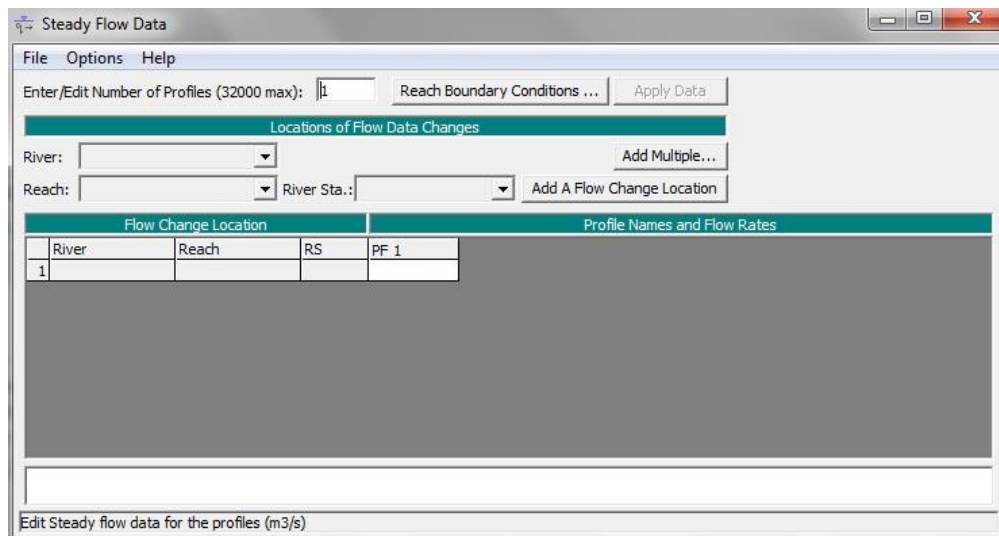 Steady Flow Data
File Options Help
Enter/Edit Number of Profiles (32000 max): 1 Reach Boundary Conditions ... Apply Data
Locations of Flow Data Changes
River: Add Multiple...
Reach: River Sta.: Add A Flow Change Location
Flow Change Location Profile Names and Flow Rates
River Reach RS PF 1
1
Edit Steady flow data for the profiles (m3/s)